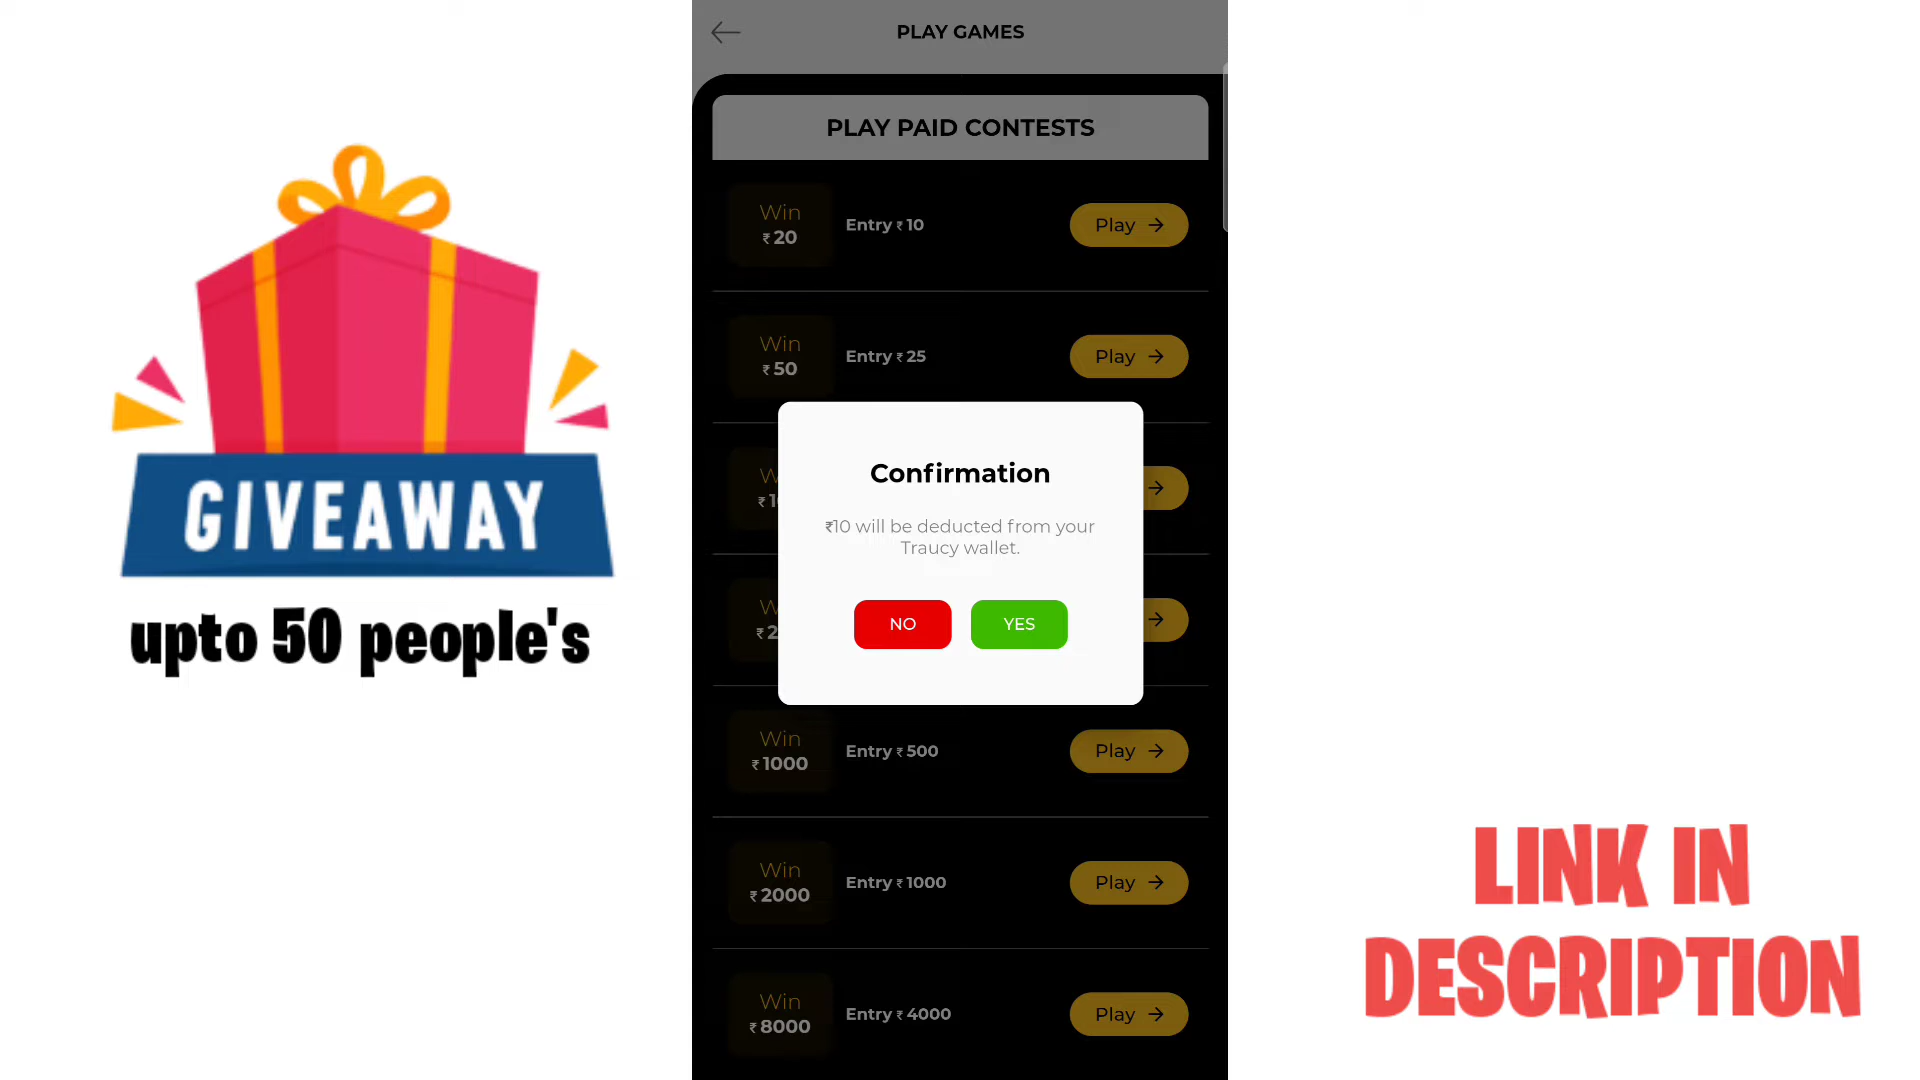 PLAY GAMES
PLAY PAID CONTESTS
Win
₹ 20
Entry ₹ 10
Play →
Win
₹ 50
Entry ₹ 25
Play →
Confirmation
₹10 will be deducted from your
Traucy wallet.
NO
YES
Win
₹ 1000
Entry ₹ 500
Play →
Win
₹ 2000
Entry ₹ 1000
Play →
Win
₹ 8000
Entry ₹ 4000
Play →
GIVEAWAY
upto 50 people's
LINK IN
DESCRIPTION